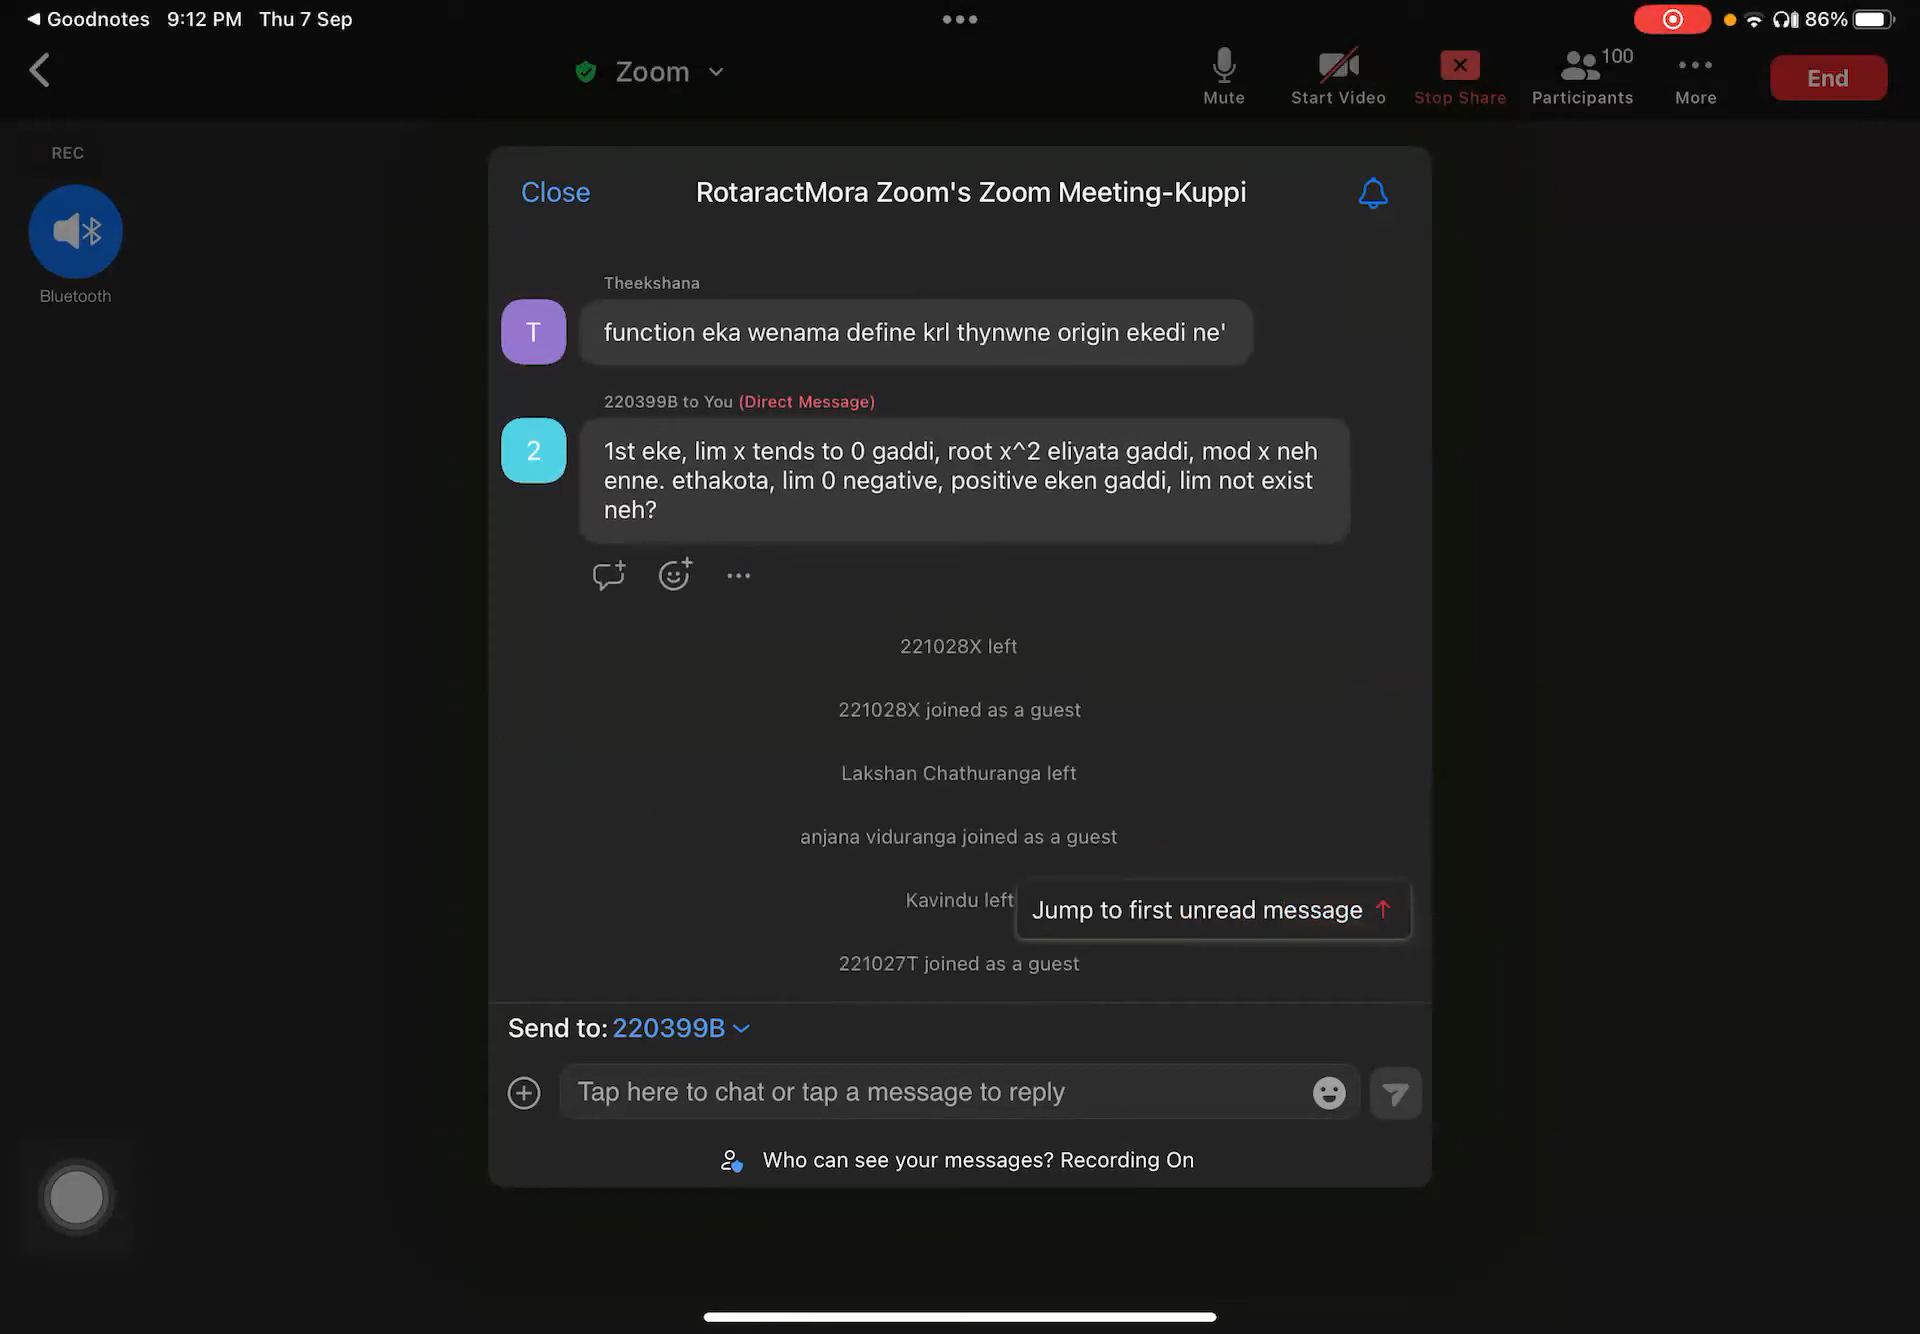 Goodnotes 9:12 PM Thu 7 Sep
86%
Zoom
Mute
Start Video
Stop Share
100
Participants
More
End
REC
Bluetooth
Close
RotaractMora Zoom's Zoom Meeting-Kuppi
Theekshana
T
function eka wenama define krl thynwne origin ekedi ne'
220399B to You (Direct Message)
2
1st eke, lim x tends to 0 gaddi, root x^2 eliyata gaddi, mod x neh
enne. ethakota, lim 0 negative, positive eken gaddi, lim not exist
neh?
221028X left
221028X joined as a guest
Lakshan Chathuranga left
anjana viduranga joined as a guest
Kavindu left
Jump to first unread message
221027T joined as a guest
Send to: 220399B
Tap here to chat or tap a message to reply
Who can see your messages? Recording On